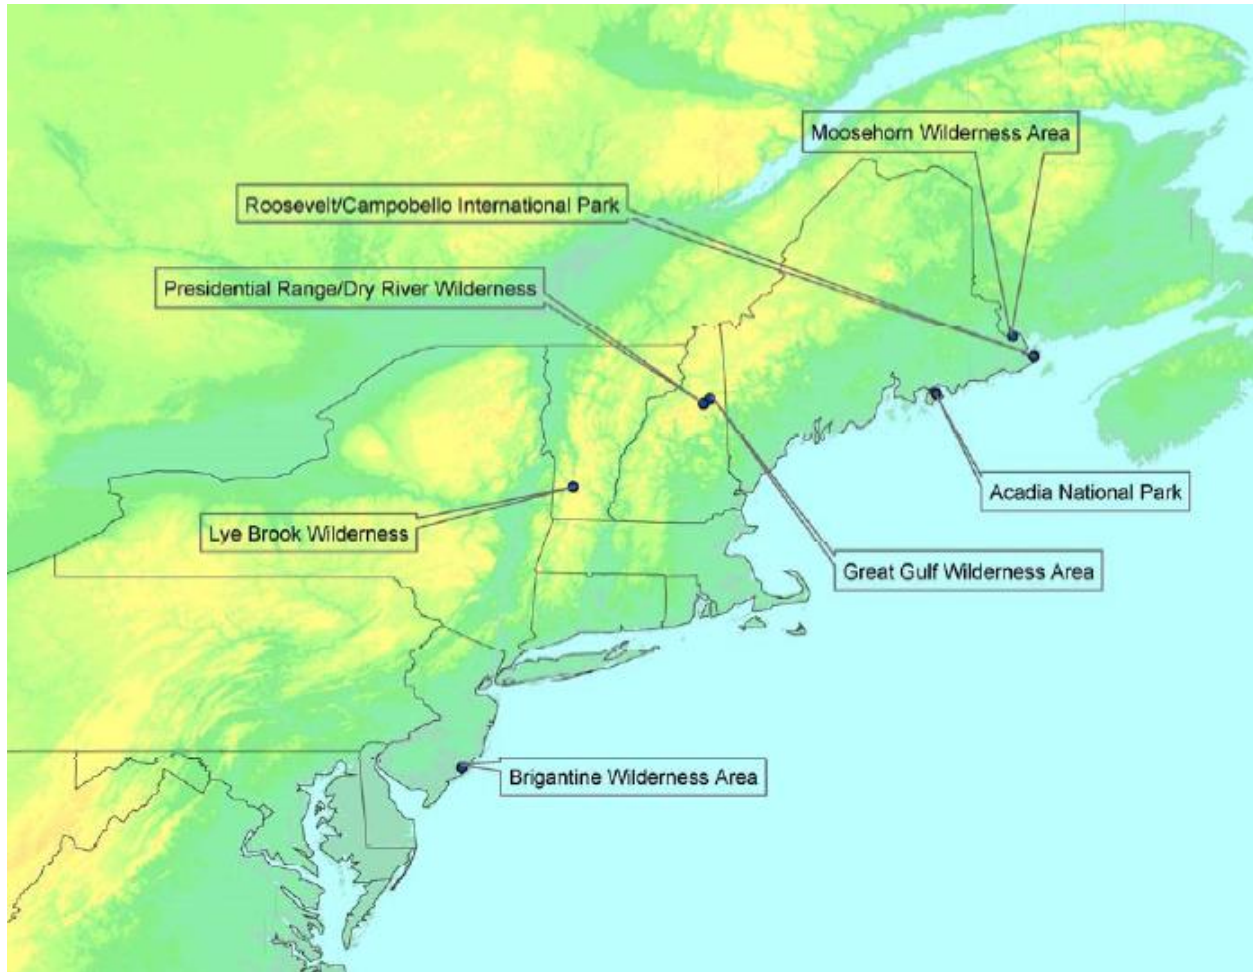 Moosehorn Wilderness Area
Roosevelt/Campobello International Park
Presidential Range/Dry River Wilderness
Acadia National Park
Lye Brook Wilderness
Great Gulf Wilderness Area
Brigantine Wilderness Area